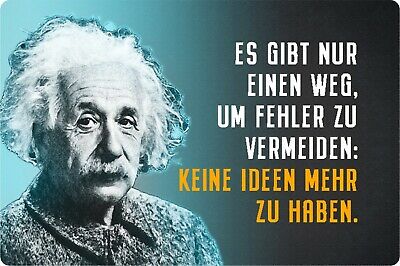 ES GIBT NUR
EINEN WEG,
UM FEHLER ZU
VERMEIDEN:
KEINE IDEEN MEHR
ZU HABEN.